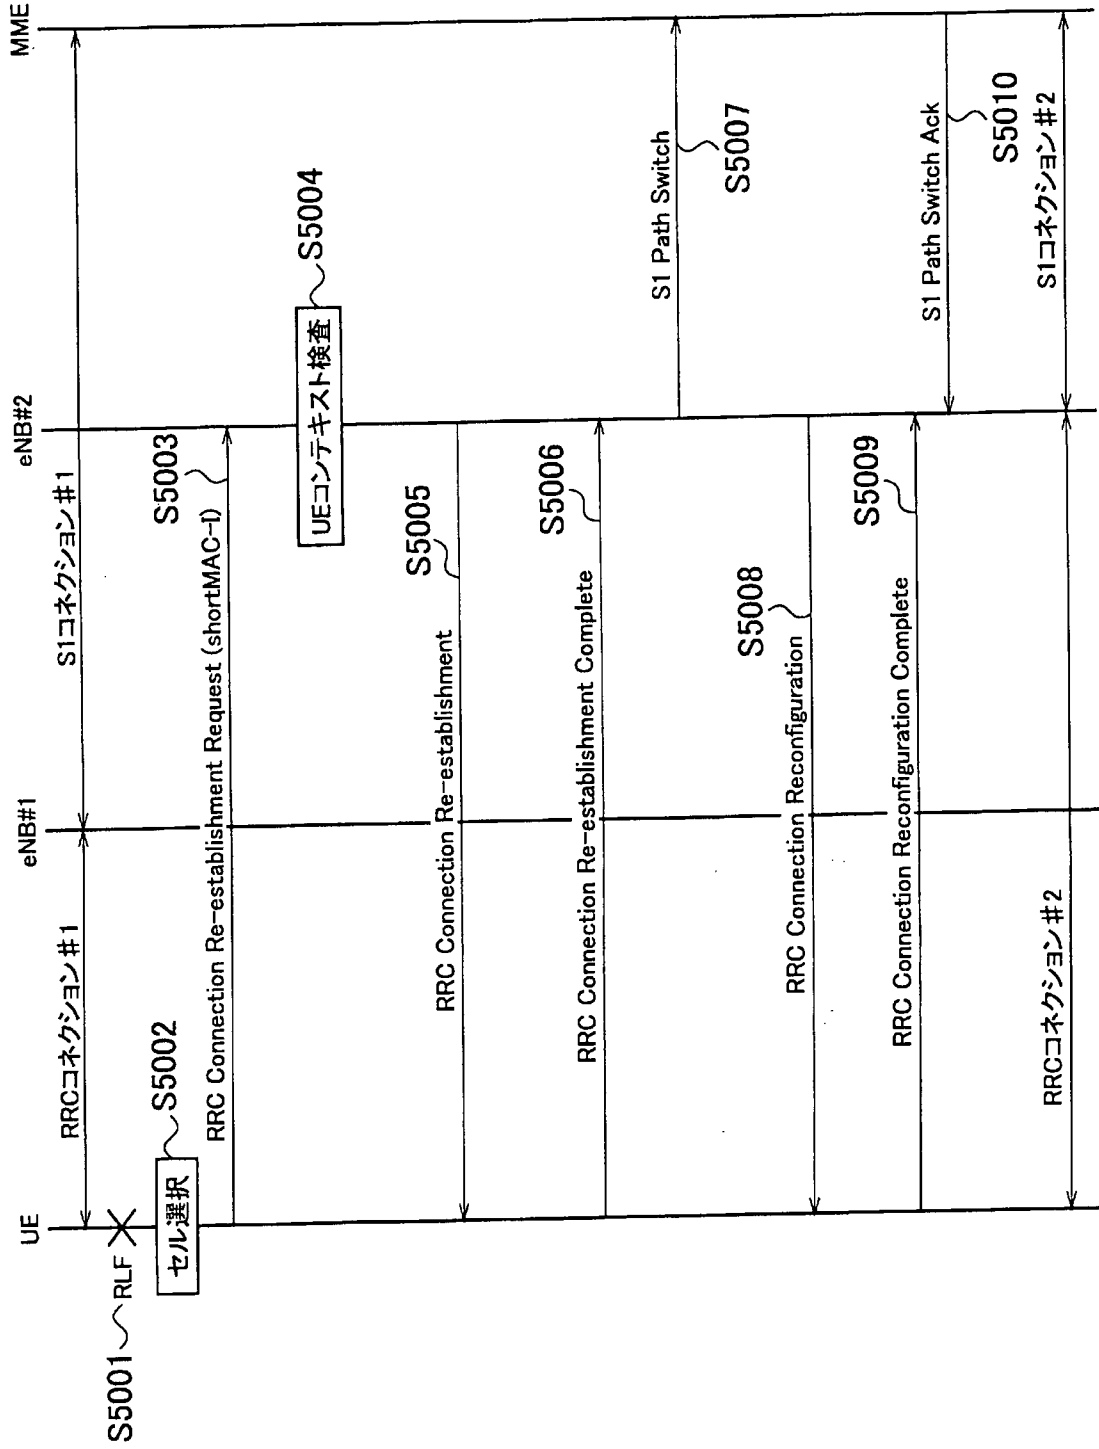 UE
eNB#1
eNB#2
MME
RRCコネクション#1
S1コネクション#1
S5001
RLF
セル選択
S5002
RRC Connection Re-establishment Request (shortMAC-I)
S5003
UEコンテキスト検査
S5004
RRC Connection Re-establishment
S5005
RRC Connection Re-establishment Complete
S5006
S1 Path Switch
S5007
RRC Connection Reconfiguration
S5008
RRC Connection Reconfiguration Complete
S5009
S1 Path Switch Ack
S5010
RRCコネクション#2
S1コネクション#2